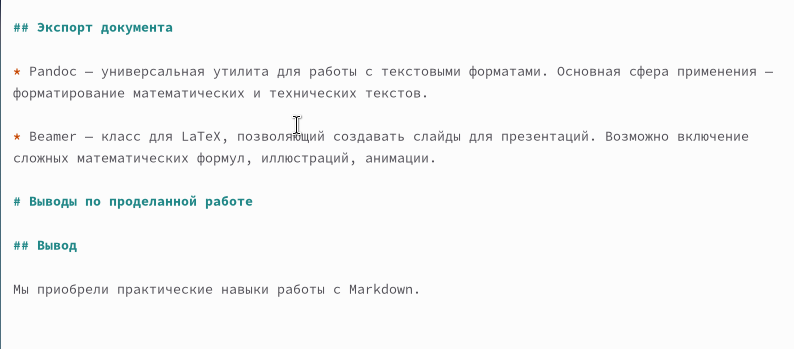 ## Экспорт документа
* Pandoc — универсальная утилита для работы с текстовыми форматами. Основная сфера применения —
форматирование математических и технических текстов.
* Beamer — класс для LaTeX, позволяющий создавать слайды для презентаций. Возможно включение
сложных математических формул, иллюстраций, анимации.
# Выводы по проделанной работе
## Вывод
Мы приобрели практические навыки работы с Markdown.